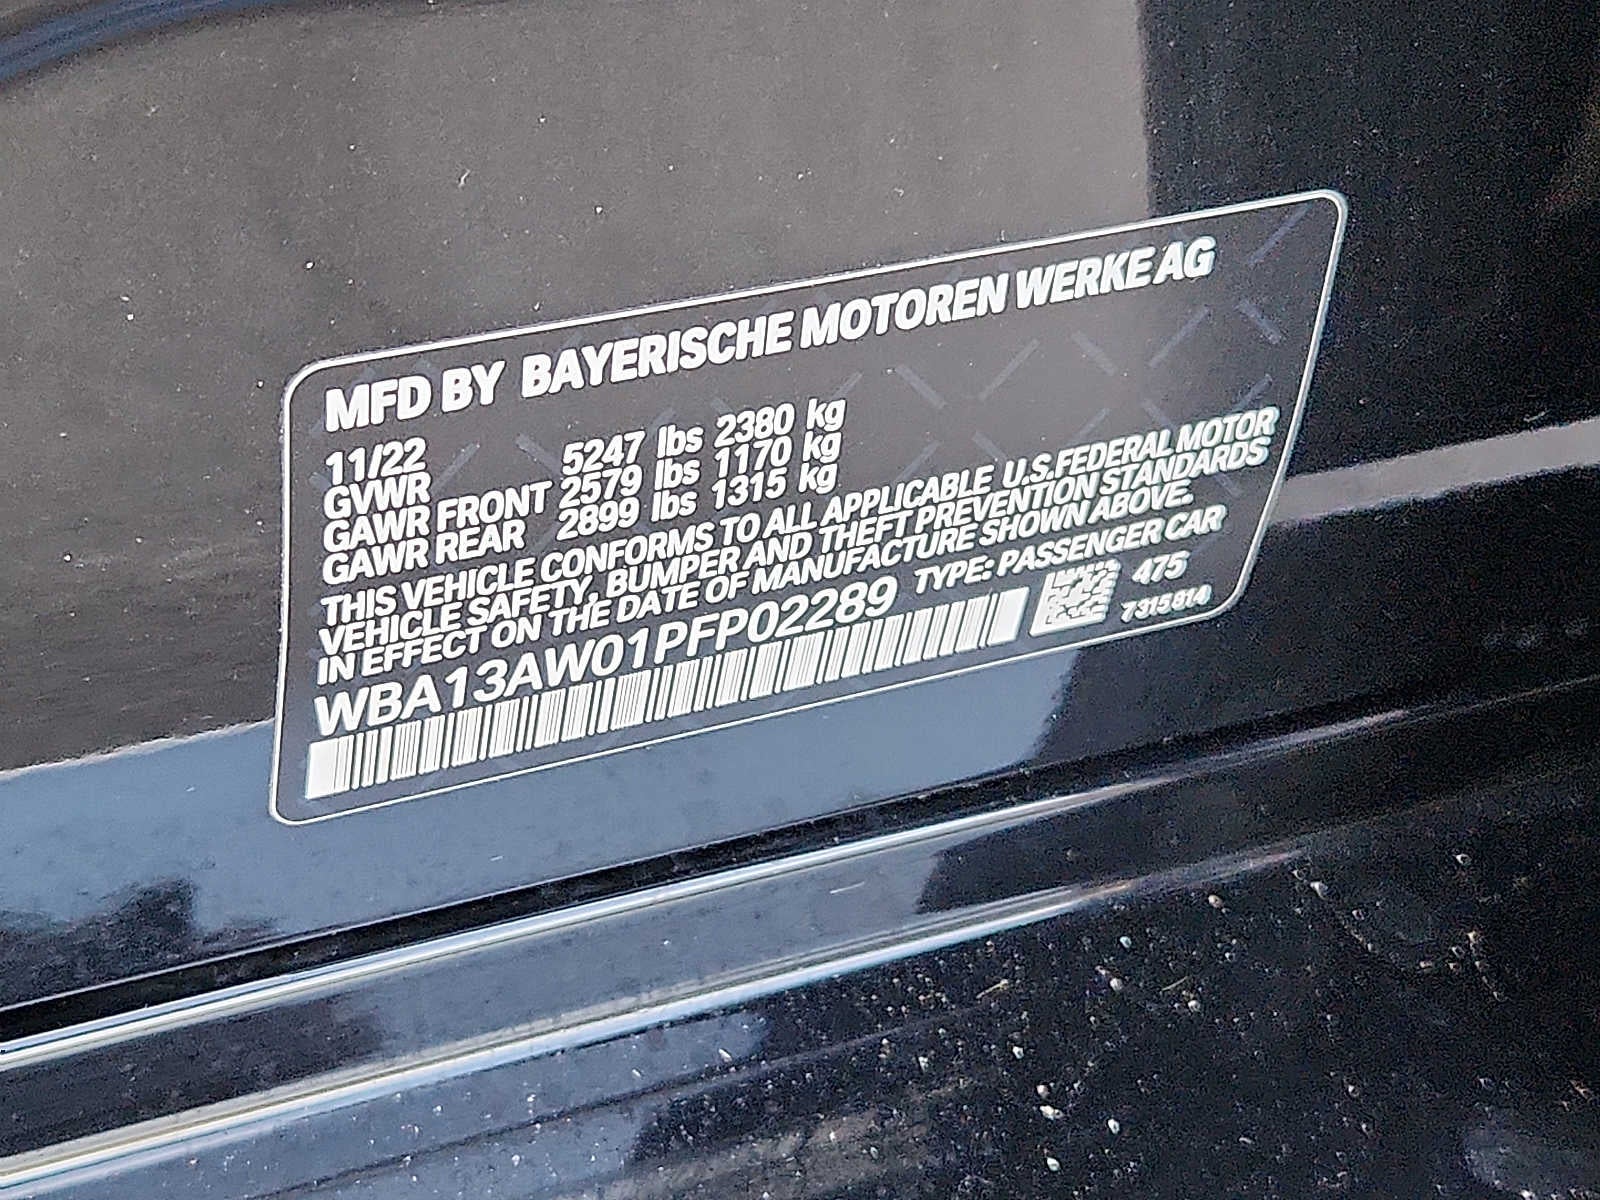 MFD BY BAYERISCHE MOTOREN WERKE AG
11/22
GVWR 5247 lbs 2380 kg
GAWR FRONT 2579 lbs 1170 kg
GAWR REAR 2899 lbs 1315 kg
THIS VEHICLE CONFORMS TO ALL APPLICABLE U.S.FEDERAL MOTOR
VEHICLE SAFETY, BUMPER AND THEFT PREVENTION STANDARDS
IN EFFECT ON THE DATE OF MANUFACTURE SHOWN ABOVE.
WBA13AW01PFP02289 TYPE: PASSENGER CAR
475
7315914